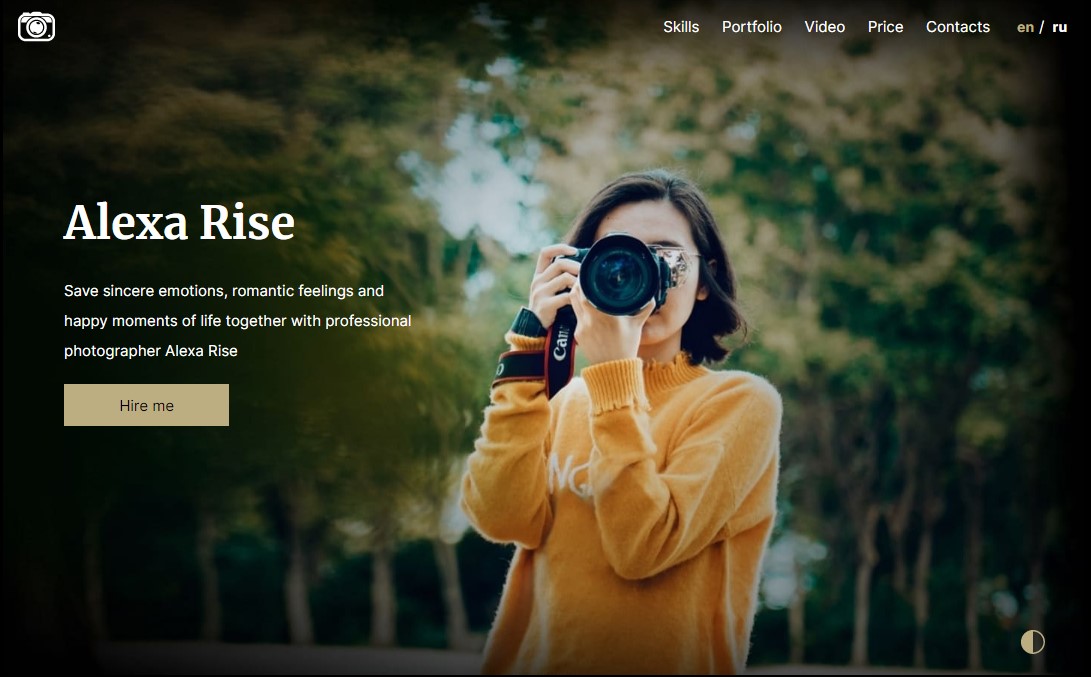 Skills Portfolio Video Price Contacts en / ru
Alexa Rise
Save sincere emotions, romantic feelings and
happy moments of life together with professional
photographer Alexa Rise
Hire me